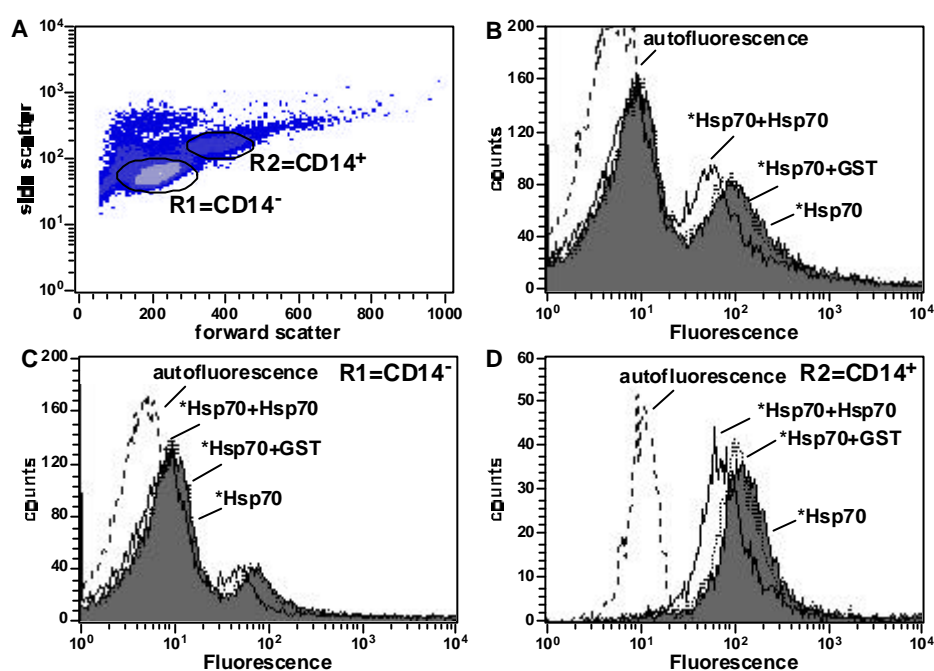 A
10⁴
10³
10²
10¹
10⁰
side scatter
R2=CD14⁺
R1=CD14⁻
0 200 400 600 800 1000
forward scatter
B
200
160
120
80
40
0
counts
autofluorescence
*Hsp70+Hsp70
*Hsp70+GST
*Hsp70
10⁰ 10¹ 10² 10³ 10⁴
Fluorescence
C
200
160
120
80
40
0
counts
autofluorescence
R1=CD14⁻
*Hsp70+Hsp70
*Hsp70+GST
*Hsp70
10⁰ 10¹ 10² 10³ 10⁴
Fluorescence
D
60
50
40
30
20
10
0
counts
autofluorescence
R2=CD14⁺
*Hsp70+Hsp70
*Hsp70+GST
*Hsp70
10⁰ 10¹ 10² 10³ 10⁴
Fluorescence